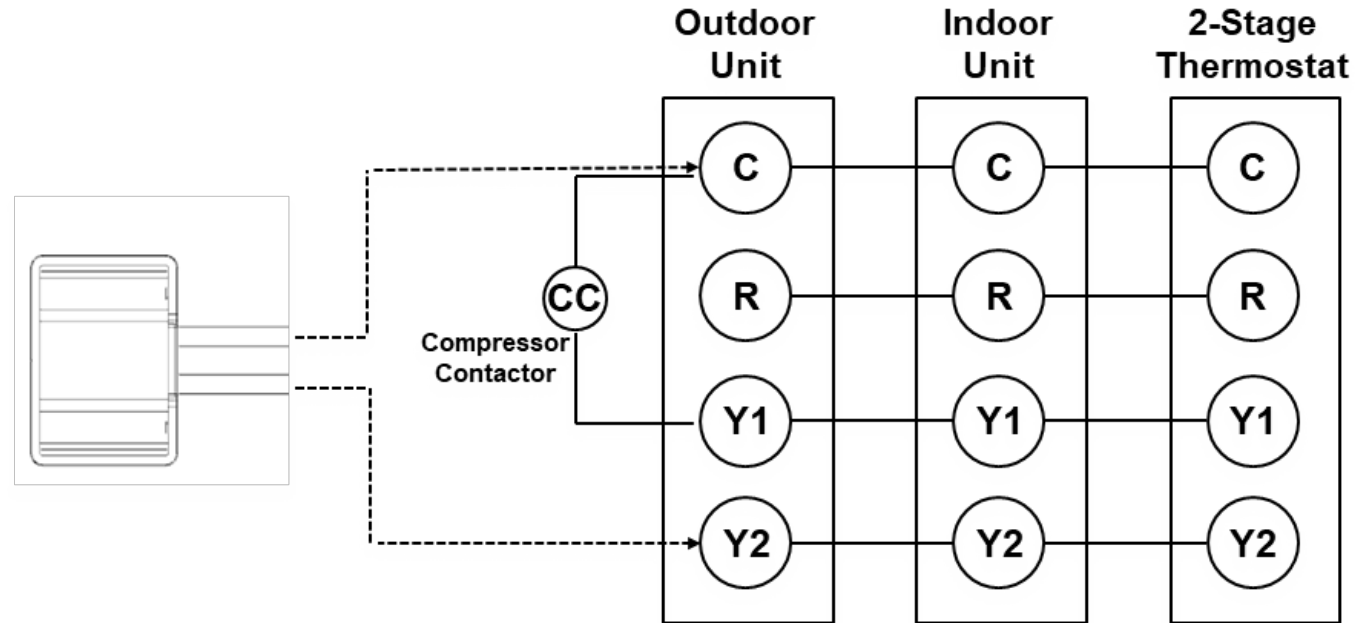 Outdoor
Unit
Indoor
Unit
2-Stage
Thermostat
C
C
C
R
R
R
CC
Compressor
Contactor
Y1
Y1
Y1
Y2
Y2
Y2